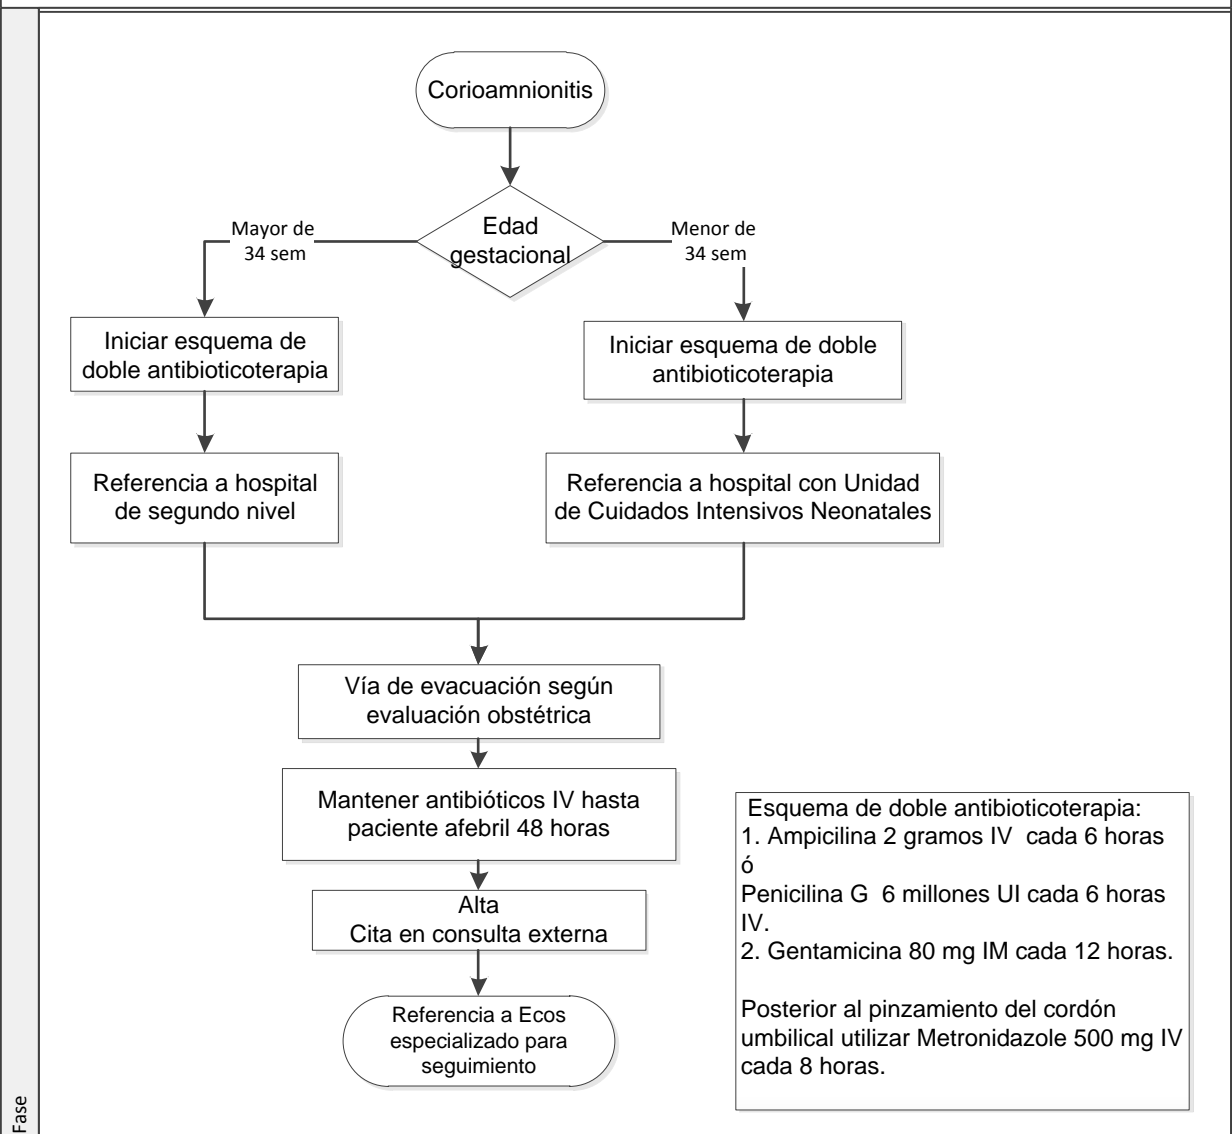 Corioamnionitis
Edad
gestacional
Mayor de
34 sem
Menor de
34 sem
Iniciar esquema de
doble antibioticoterapia
Iniciar esquema de doble
antibioticoterapia
Referencia a hospital
de segundo nivel
Referencia a hospital con Unidad
de Cuidados Intensivos Neonatales
Vía de evacuación según
evaluación obstétrica
Mantener antibióticos IV hasta
paciente afebril 48 horas
Alta
Cita en consulta externa
Referencia a Ecos
especializado para
seguimiento
Esquema de doble antibioticoterapia:
1. Ampicilina 2 gramos IV  cada 6 horas
ó
Penicilina G  6 millones UI cada 6 horas
IV.
2. Gentamicina 80 mg IM cada 12 horas.
Posterior al pinzamiento del cordón
umbilical utilizar Metronidazole 500 mg IV
cada 8 horas.
Fase